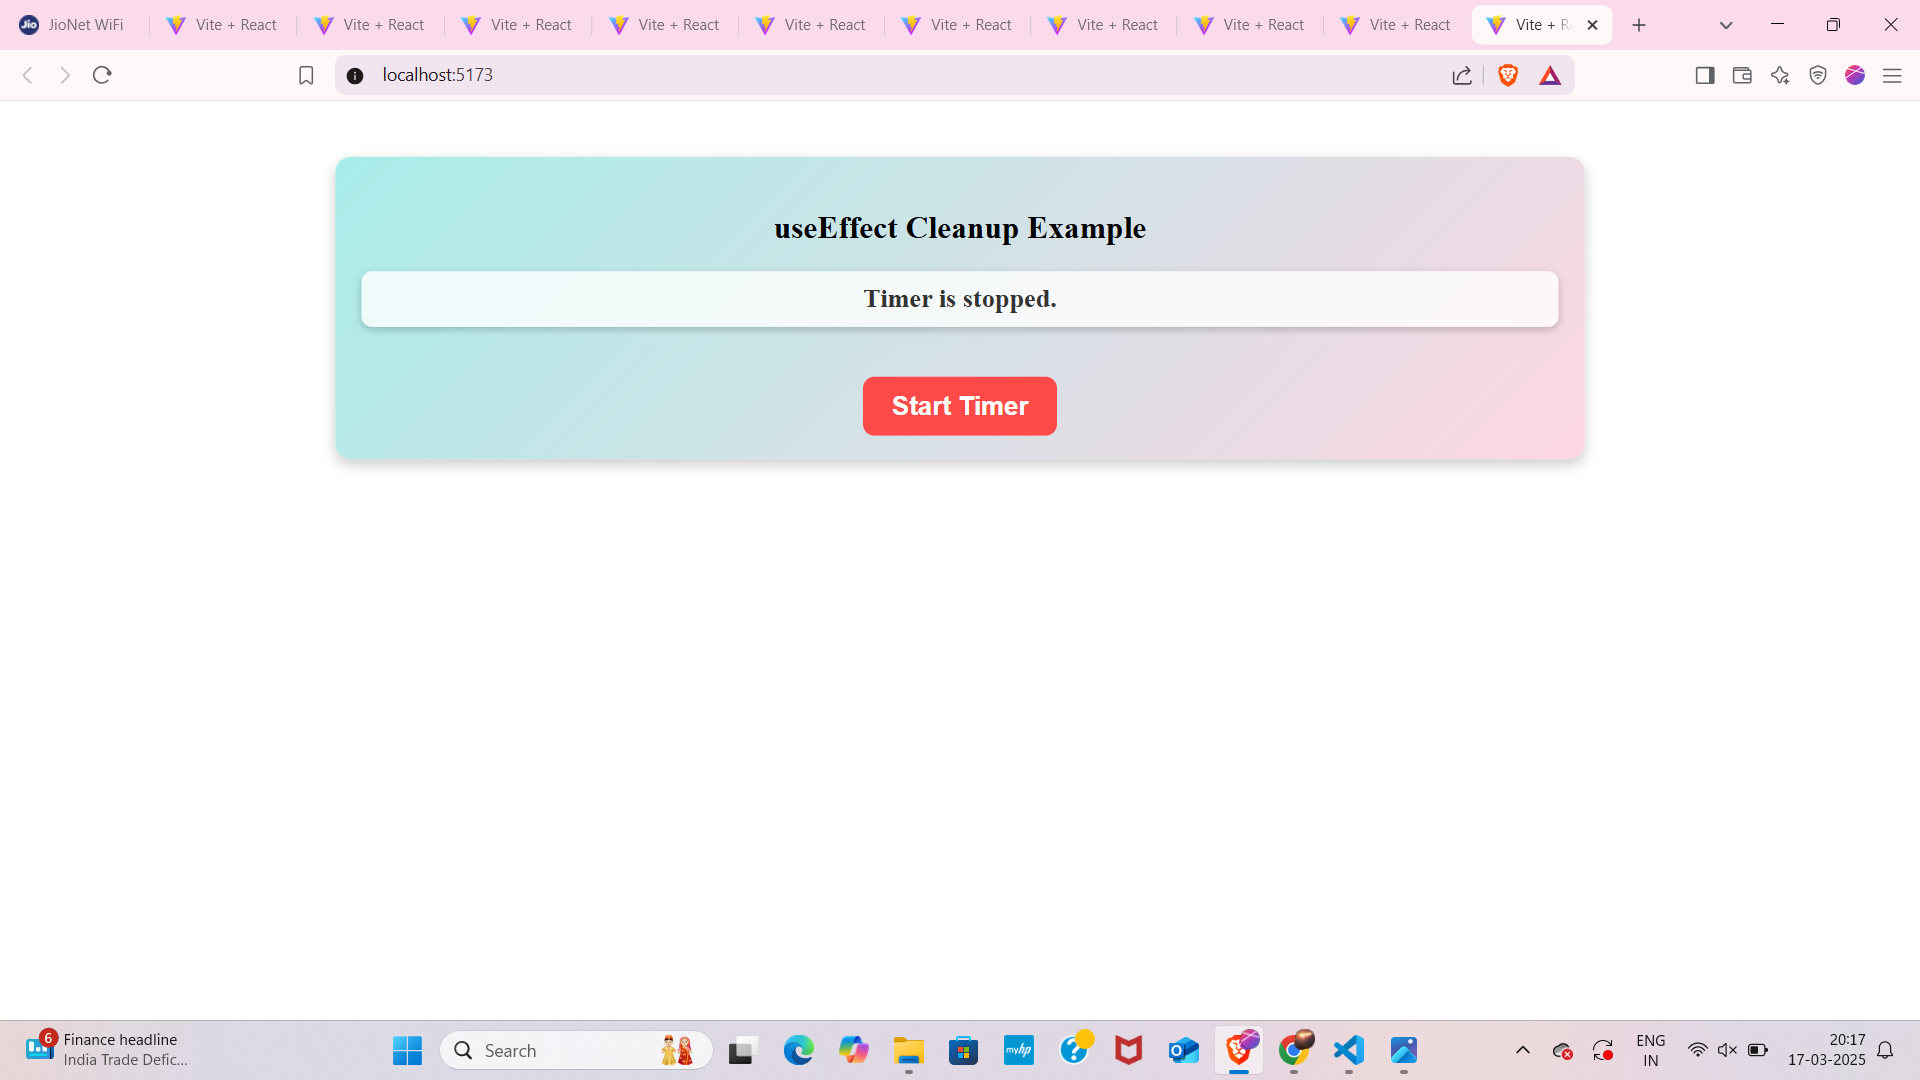 JioNet WiFi
Vite + React
Vite + React
Vite + React
Vite + React
Vite + React
Vite + React
Vite + React
Vite + React
Vite + React
Vite + R
localhost:5173
useEffect Cleanup Example
Timer is stopped.
Start Timer
6
Finance headline
India Trade Defic...
Search
myhp
ENG
IN
20:17
17-03-2025